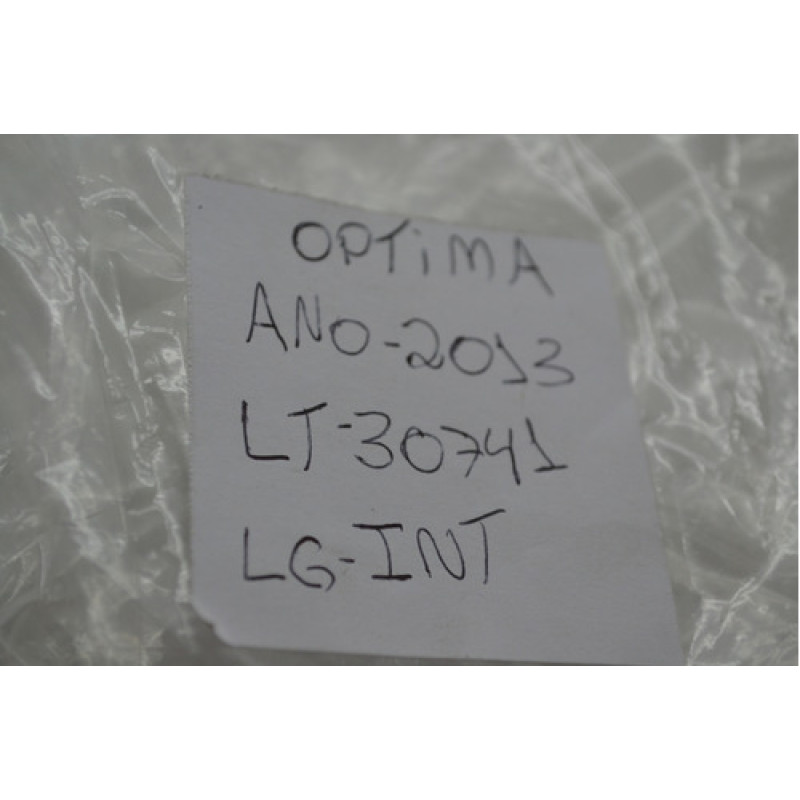 OPTiMA
ANO-2013
LT-30741
LG-INT